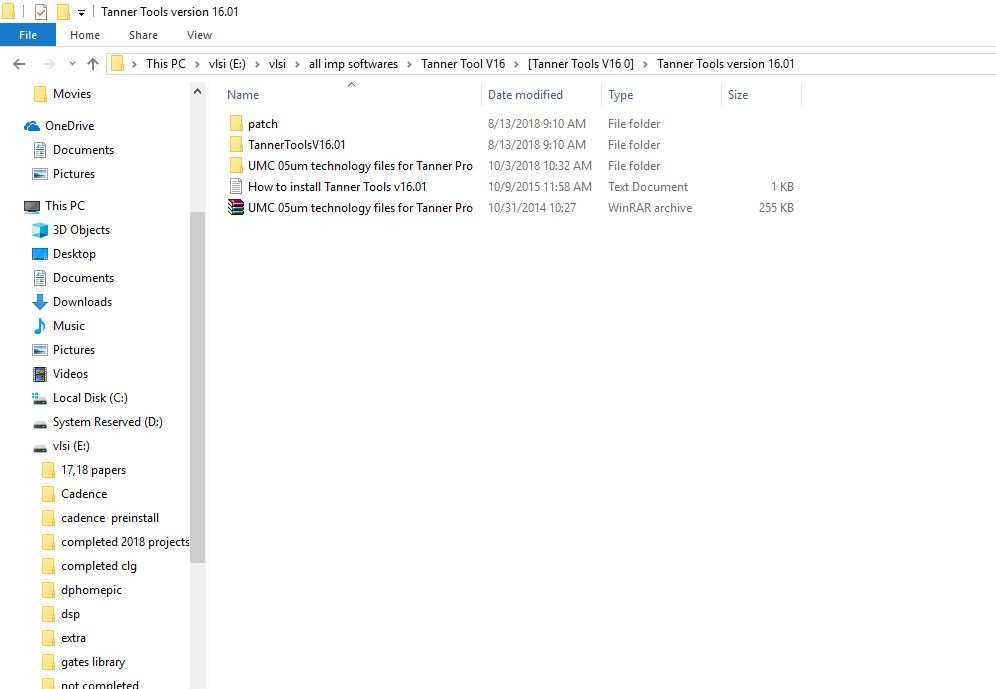 Tanner Tools version 16.01
File Home Share View
This PC vlsi (E:) vlsi all imp softwares Tanner Tool V16 [Tanner Tools V16 0] Tanner Tools version 16.01
Name Date modified Type Size
patch 8/13/2018 9:10 AM File folder
TannerToolsV16.01 8/13/2018 9:10 AM File folder
UMC 05um technology files for Tanner Pro 10/3/2018 10:32 AM File folder
How to install Tanner Tools v16.01 10/9/2015 11:58 AM Text Document 1 KB
UMC 05um technology files for Tanner Pro 10/31/2014 10:27 WinRAR archive 255 KB
Movies
OneDrive
Documents
Pictures
This PC
3D Objects
Desktop
Documents
Downloads
Music
Pictures
Videos
Local Disk (C:)
System Reserved (D:)
vlsi (E:)
17,18 papers
Cadence
cadence preinstall
completed 2018 projects
completed clg
dphomepic
dsp
extra
gates library
not completed